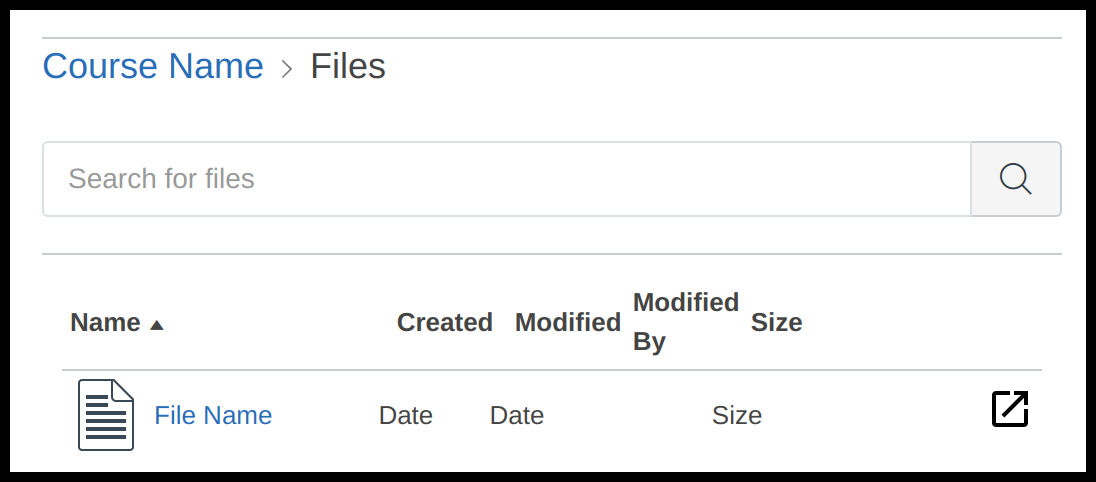 Course Name > Files
Search for files
Name ▲ Created Modified Modified By Size
File Name Date Date Size